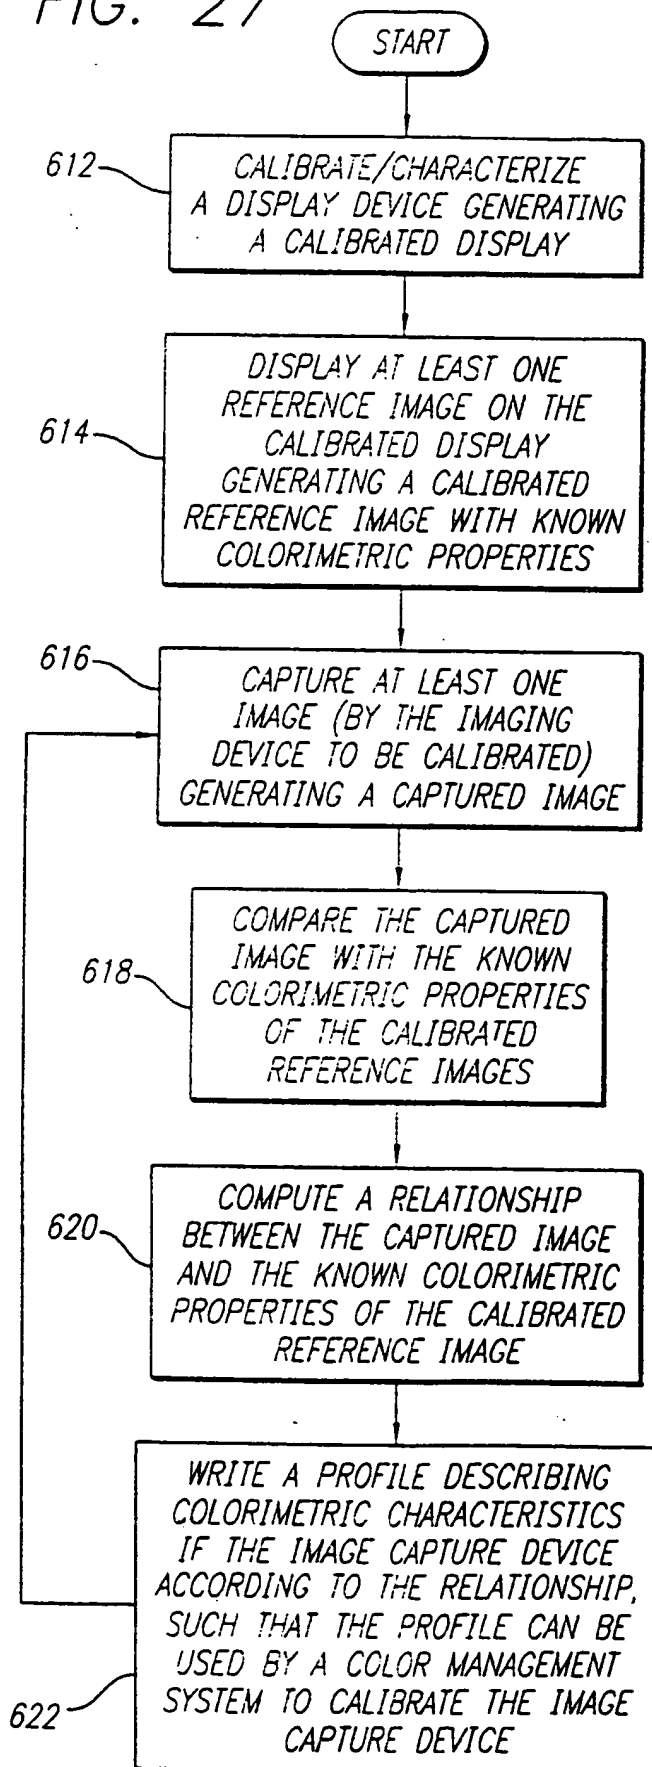 FIG. 27
START
612
CALIBRATE/CHARACTERIZE
A DISPLAY DEVICE GENERATING
A CALIBRATED DISPLAY
614
DISPLAY AT LEAST ONE
REFERENCE IMAGE ON THE
CALIBRATED DISPLAY
GENERATING A CALIBRATED
REFERENCE IMAGE WITH KNOWN
COLORIMETRIC PROPERTIES
616
CAPTURE AT LEAST ONE
IMAGE (BY THE IMAGING
DEVICE TO BE CALIBRATED)
GENERATING A CAPTURED IMAGE
618
COMPARE THE CAPTURED
IMAGE WITH THE KNOWN
COLORIMETRIC PROPERTIES
OF THE CALIBRATED
REFERENCE IMAGES
620
COMPUTE A RELATIONSHIP
BETWEEN THE CAPTURED IMAGE
AND THE KNOWN COLORIMETRIC
PROPERTIES OF THE CALIBRATED
REFERENCE IMAGE
622
WRITE A PROFILE DESCRIBING
COLORIMETRIC CHARACTERISTICS
IF THE IMAGE CAPTURE DEVICE
ACCORDING TO THE RELATIONSHIP,
SUCH THAT THE PROFILE CAN BE
USED BY A COLOR MANAGEMENT
SYSTEM TO CALIBRATE THE IMAGE
CAPTURE DEVICE